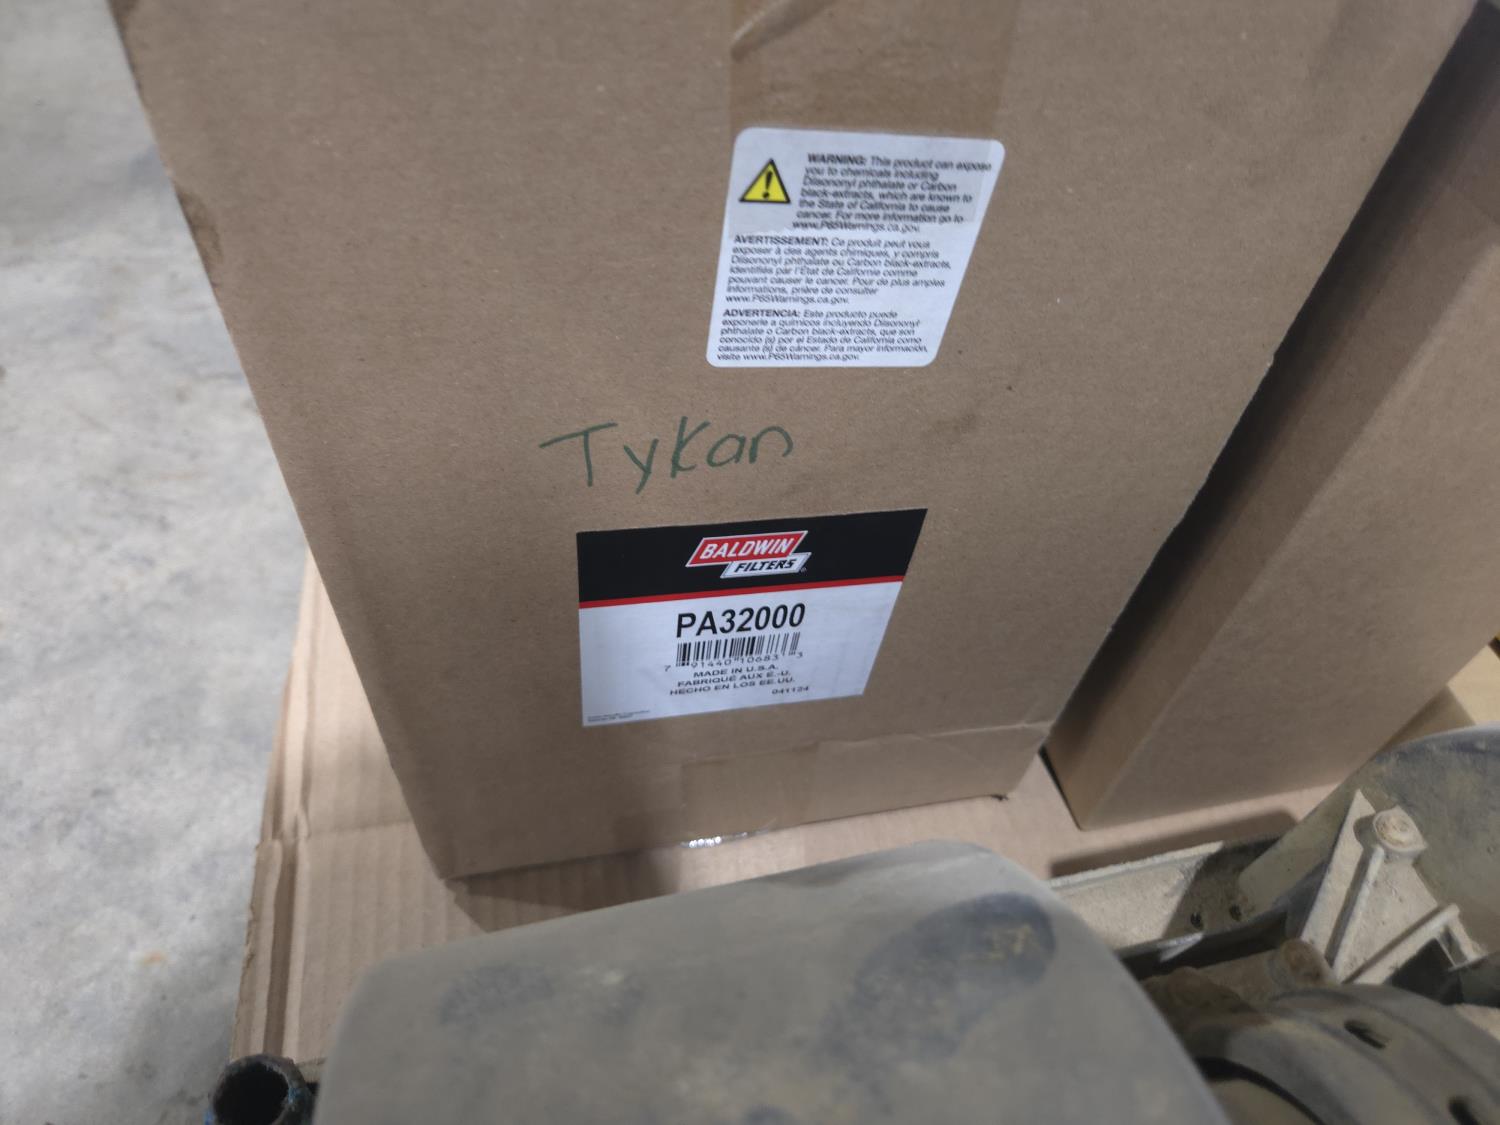 WARNING: This product can expose
you to chemicals including
Diisononyl phthalate or Carbon
black-extracts, which are known to
the State of California to cause
cancer. For more information go to
www.P65Warnings.ca.gov.
AVERTISSEMENT: Ce produit peut vous
exposer à des agents chimiques, y compris
Diisononyl phthalate ou Carbon black-extracts,
identifiés par l'État de Californie comme
pouvant causer le cancer. Pour de plus amples
informations, prière de consulter
www.P65Warnings.ca.gov.
ADVERTENCIA: Este producto puede
exponerle a químicos incluyendo Diisononyl
phthalate o Carbon black-extracts, que son
conocido (s) por el Estado de California como
causante (s) de cáncer. Para mayor información,
visite www.P65Warnings.ca.gov.
Tykan
BALDWIN
FILTERS
PA32000
7 91440 10683 3
MADE IN U.S.A.
FABRIQUÉ AUX É.-U.
HECHO EN LOS EE.UU.
041124